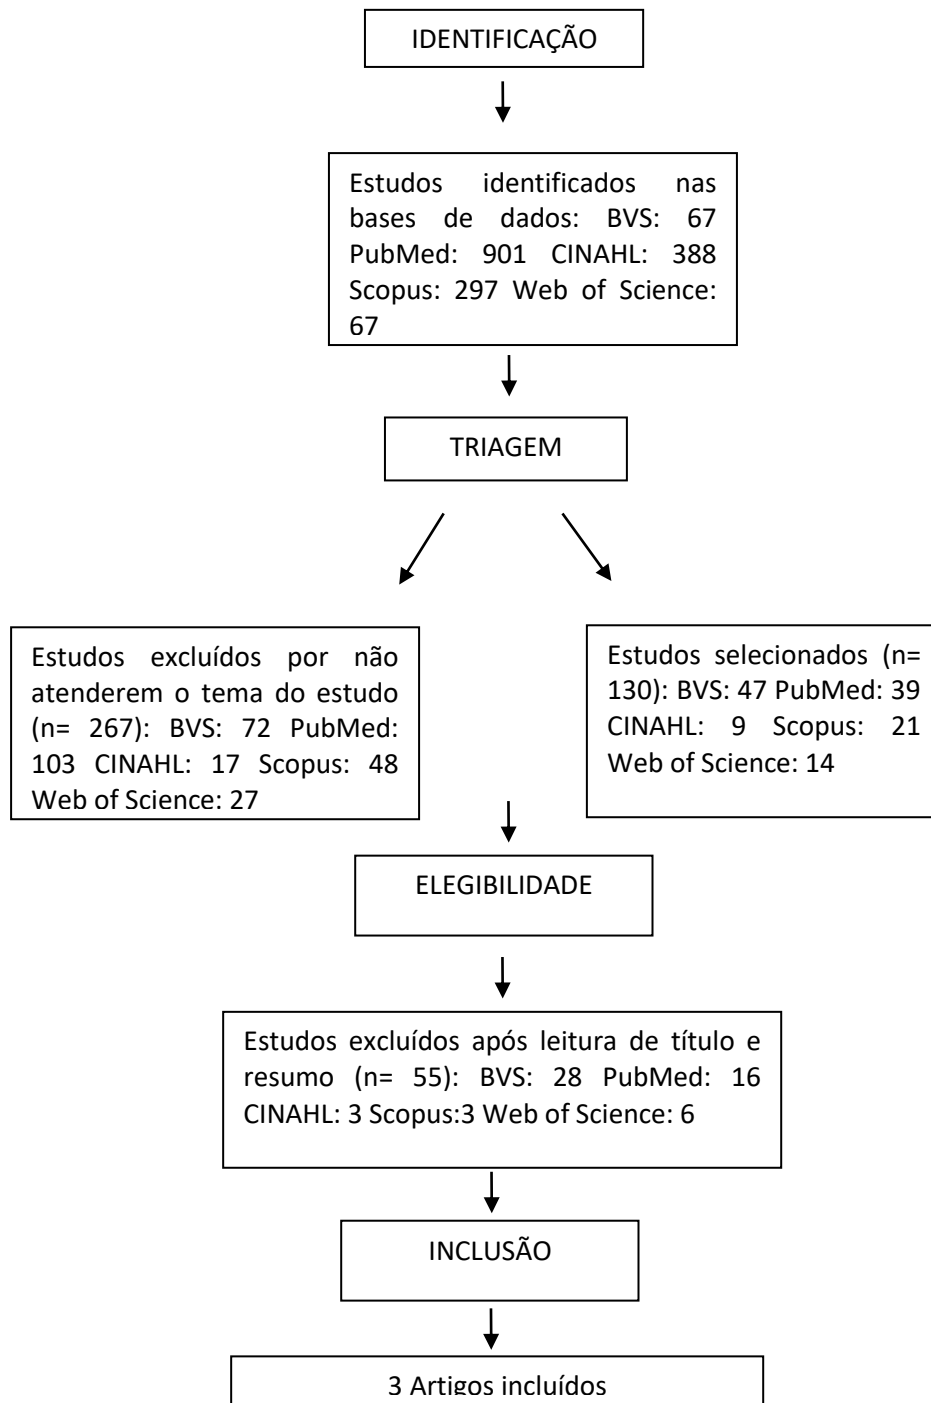 IDENTIFICAÇÃO
Estudos identificados nas
bases de dados: BVS: 67
PubMed: 901 CINAHL: 388
Scopus: 297 Web of Science:
67
TRIAGEM
Estudos excluídos por não
atenderem o tema do estudo
(n= 267): BVS: 72 PubMed:
103 CINAHL: 17 Scopus: 48
Web of Science: 27
Estudos selecionados (n=
130): BVS: 47 PubMed: 39
CINAHL: 9 Scopus: 21
Web of Science: 14
ELEGIBILIDADE
Estudos excluídos após leitura de título e
resumo (n= 55): BVS: 28 PubMed: 16
CINAHL: 3 Scopus:3 Web of Science: 6
INCLUSÃO
3 Artigos incluídos